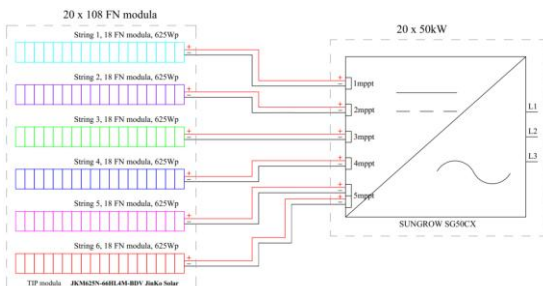 20 x 108 FN modula
20 x 50kW
String 1, 18 FN modula, 625Wp
String 2, 18 FN modula, 625Wp
String 3, 18 FN modula, 625Wp
String 4, 18 FN modula, 625Wp
String 5, 18 FN modula, 625Wp
String 6, 18 FN modula, 625Wp
+
−
+
−
+
−
+
−
+
−
+
−
+
−
+
−
+
−
+
−
+
−
+
−
1mppt
2mppt
3mppt
4mppt
5mppt
L1
L2
L3
SUNGROW SG50CX
TIP modula JKM625N-66HL4M-BDV JinKo Solar